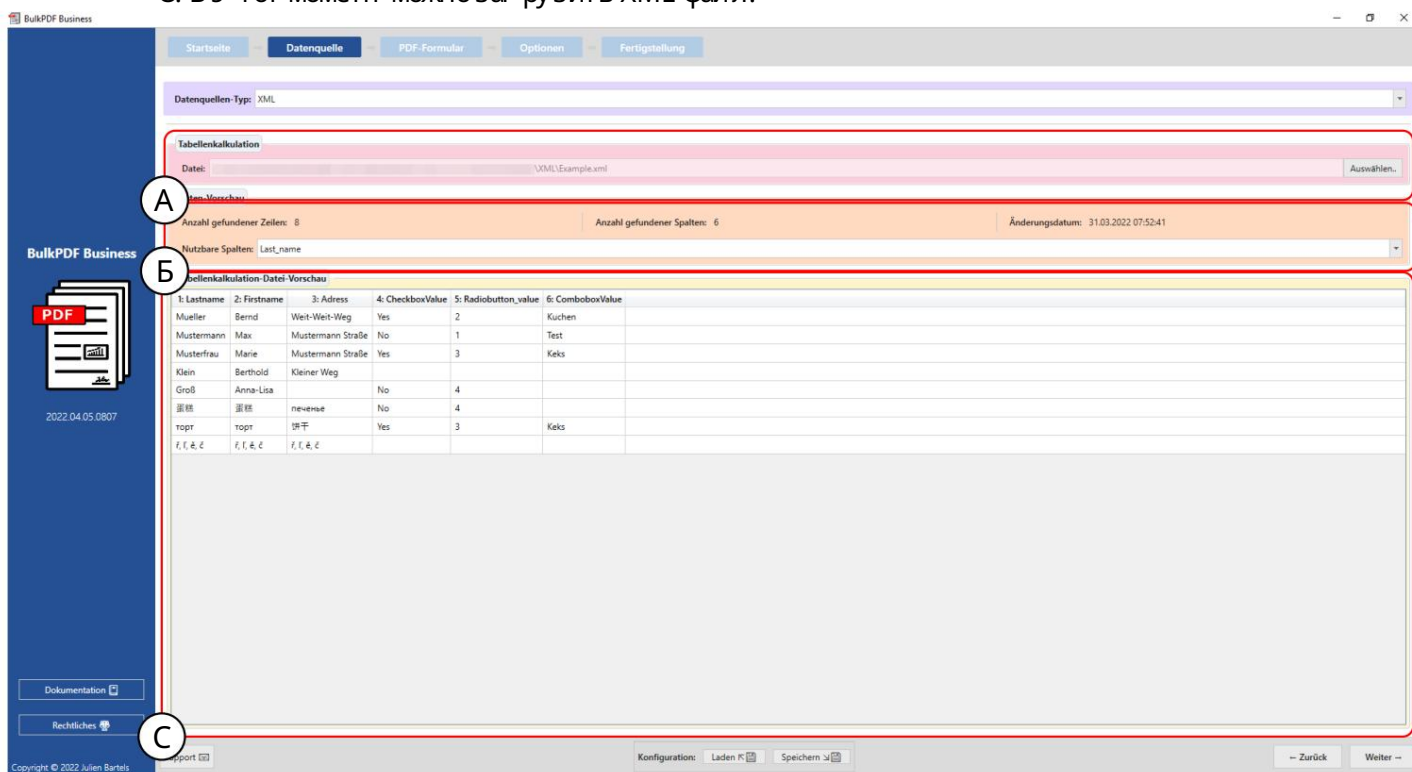 BulkPDF Business
Startseite Datenquelle PDF-Formular Optionen Fertigstellung
Datenquellen-Typ: XML
Tabellenkalkulation
Datei: \XML\Example.xml Auswählen..
А
Anzahl gefundener Zeilen: 8 Anzahl gefundener Spalten: 6 Änderungsdatum: 31.03.2022 07:52:41
Nutzbare Spalten: Last_name
BulkPDF Business
Б
Tabellenkalkulation-Datei-Vorschau
1: Lastname 2: Firstname 3: Adress 4: CheckboxValue 5: Radiobutton_value 6: ComboboxValue
Mueller Bernd Weit-Weit-Weg Yes 2 Kuchen
Mustermann Max Mustermann Straße No 1 Test
Musterfrau Marie Mustermann Straße Yes 3 Keks
Klein Berthold Kleiner Weg
Groß Anna-Lisa No 4
蛋糕 蛋糕 печенье No 4
торт торт 饼干 Yes 3 Keks
PDF
2022.04.05.0807
Dokumentation
Rechtliches
С
Konfiguration: Laden Speichern
← Zurück Weiter →
Copyright © 2022 Julien Bartels